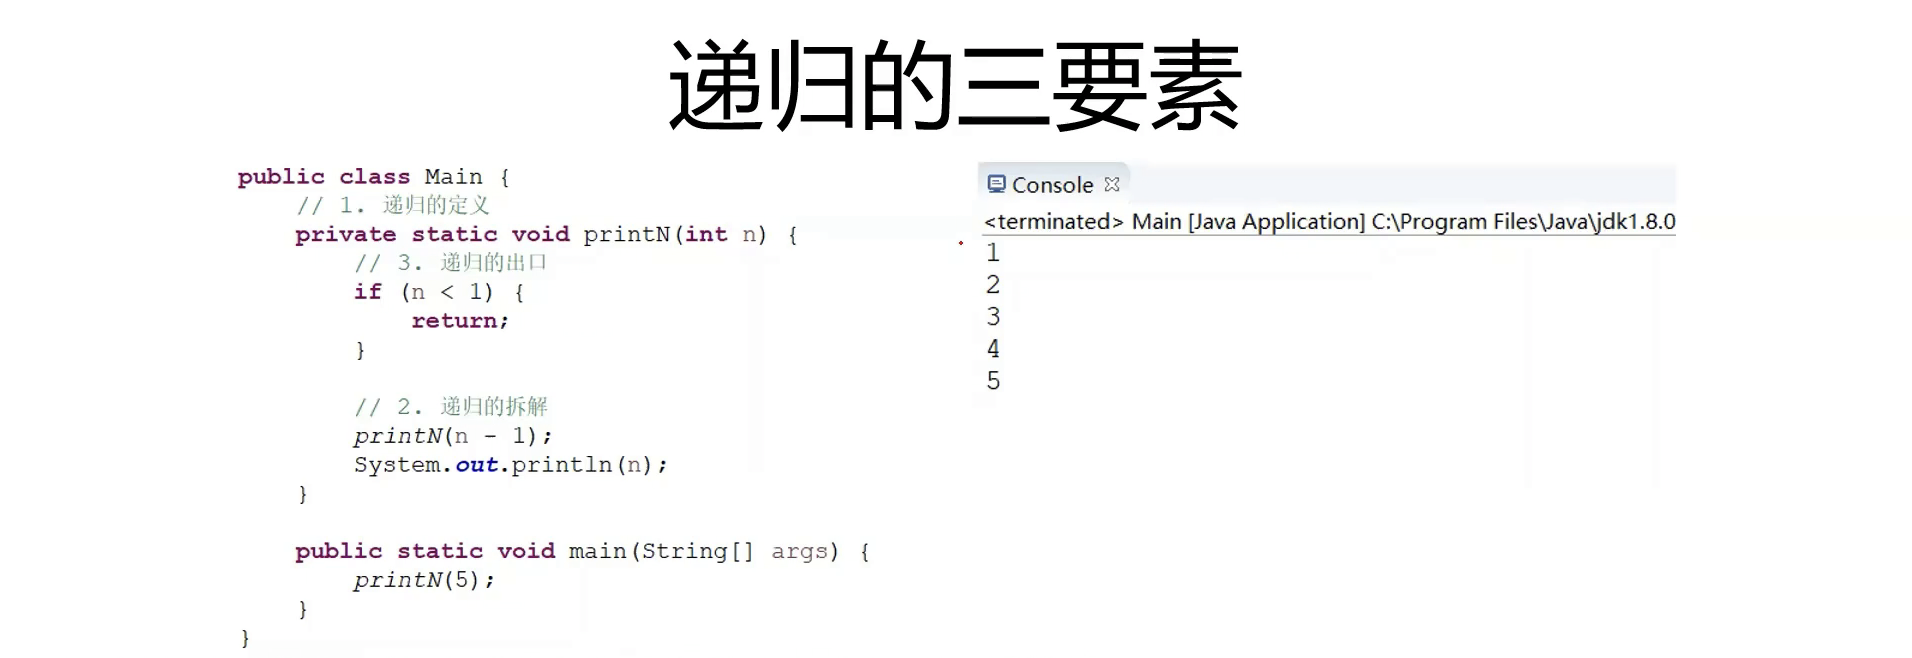 递归的三要素
public class Main {
// 1. 递归的定义
private static void printN(int n) {
// 3. 递归的出口
if (n < 1) {
return;
}
// 2. 递归的拆解
printN(n - 1);
System.out.println(n);
}
public static void main(String[] args) {
printN(5);
}
}
Console
<terminated> Main [Java Application] C:\Program Files\Java\jdk1.8.0
1
2
3
4
5